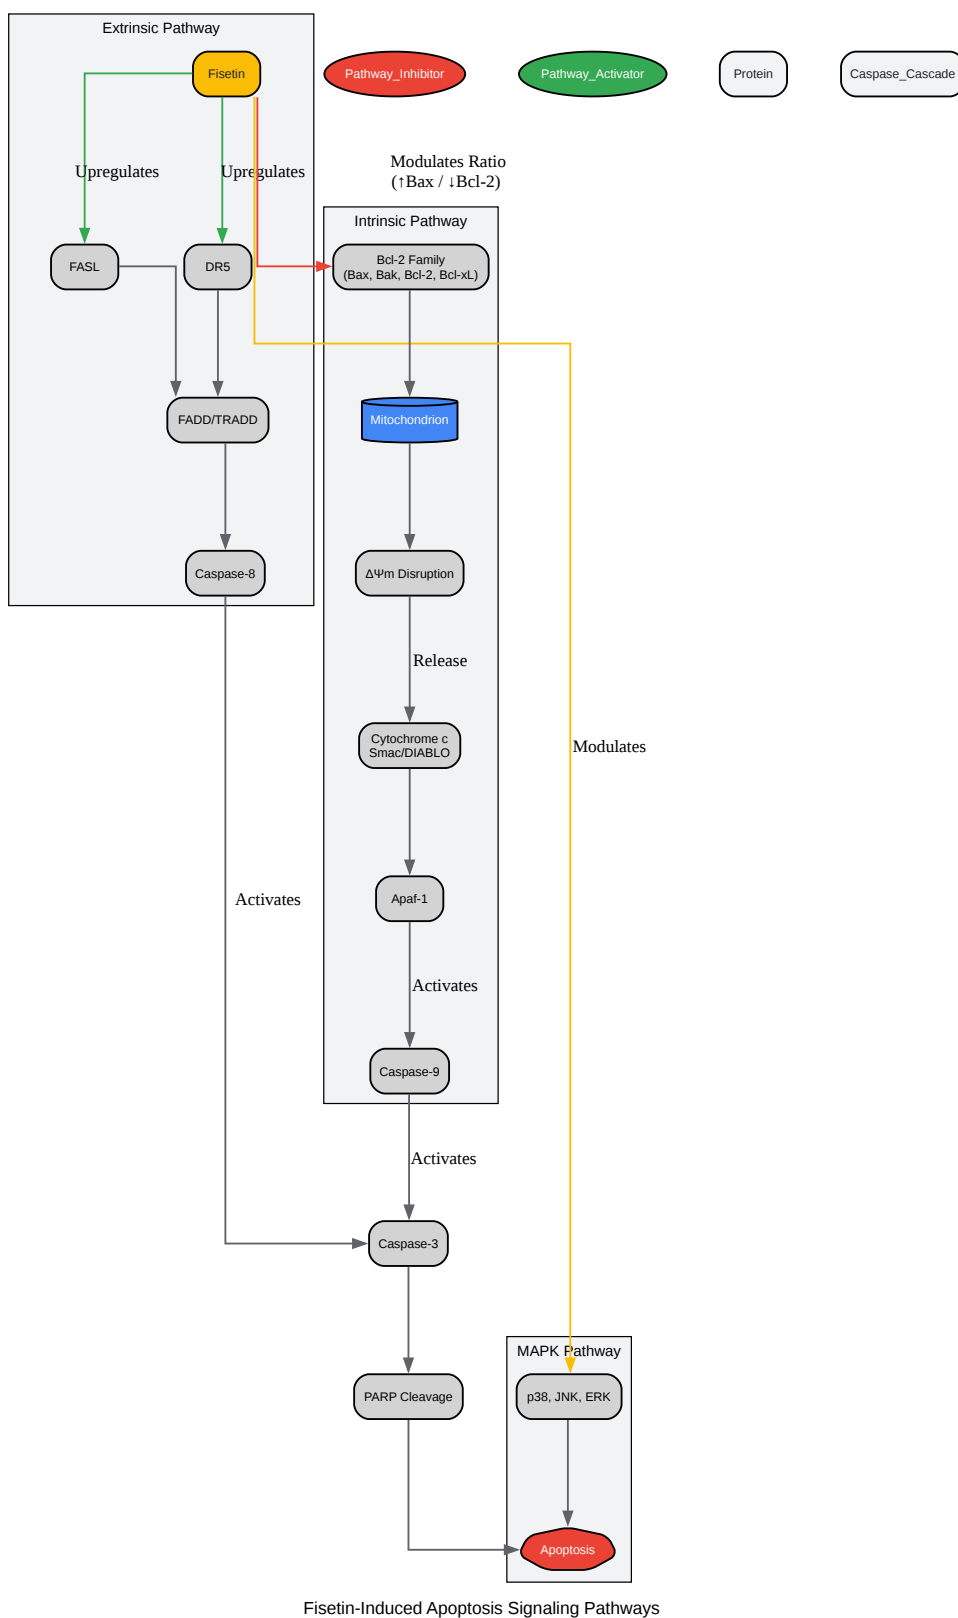 Extrinsic Pathway
Fisetin
Pathway_Inhibitor
Pathway_Activator
Protein
Caspase_Cascade
Upregulates
Upregulates
Modulates Ratio
(↑Bax / ↓Bcl-2)
Intrinsic Pathway
FASL
DR5
Bcl-2 Family
(Bax, Bak, Bcl-2, Bcl-xL)
FADD/TRADD
Mitochondrion
Caspase-8
ΔΨm Disruption
Release
Cytochrome c
Smac/DIABLO
Modulates
Activates
Apaf-1
Activates
Caspase-9
Activates
Caspase-3
MAPK Pathway
PARP Cleavage
p38, JNK, ERK
Apoptosis
Fisetin-Induced Apoptosis Signaling Pathways